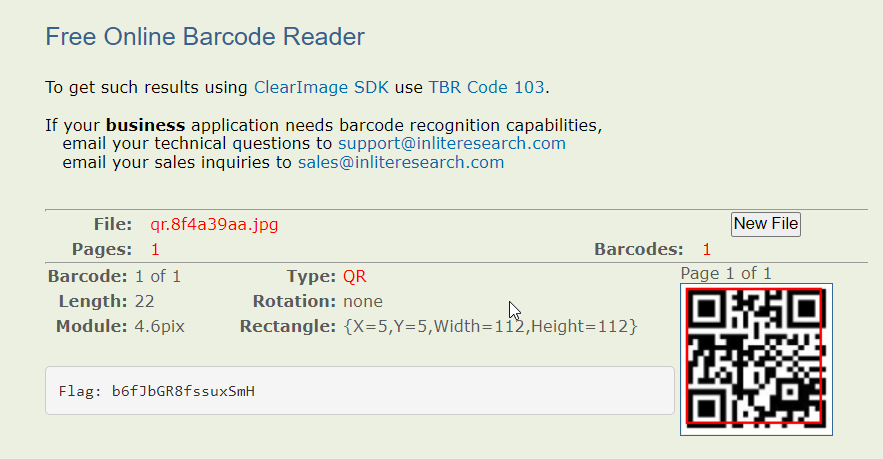 Free Online Barcode Reader
To get such results using ClearImage SDK use TBR Code 103.
If your business application needs barcode recognition capabilities,
email your technical questions to support@inliteresearch.com
email your sales inquiries to sales@inliteresearch.com
File: qr.8f4a39aa.jpg New File
Pages: 1 Barcodes: 1
Barcode: 1 of 1 Type: QR Page 1 of 1
Length: 22 Rotation: none
Module: 4.6pix Rectangle: {X=5,Y=5,Width=112,Height=112}
Flag: b6fJbGR8fssuxSmH